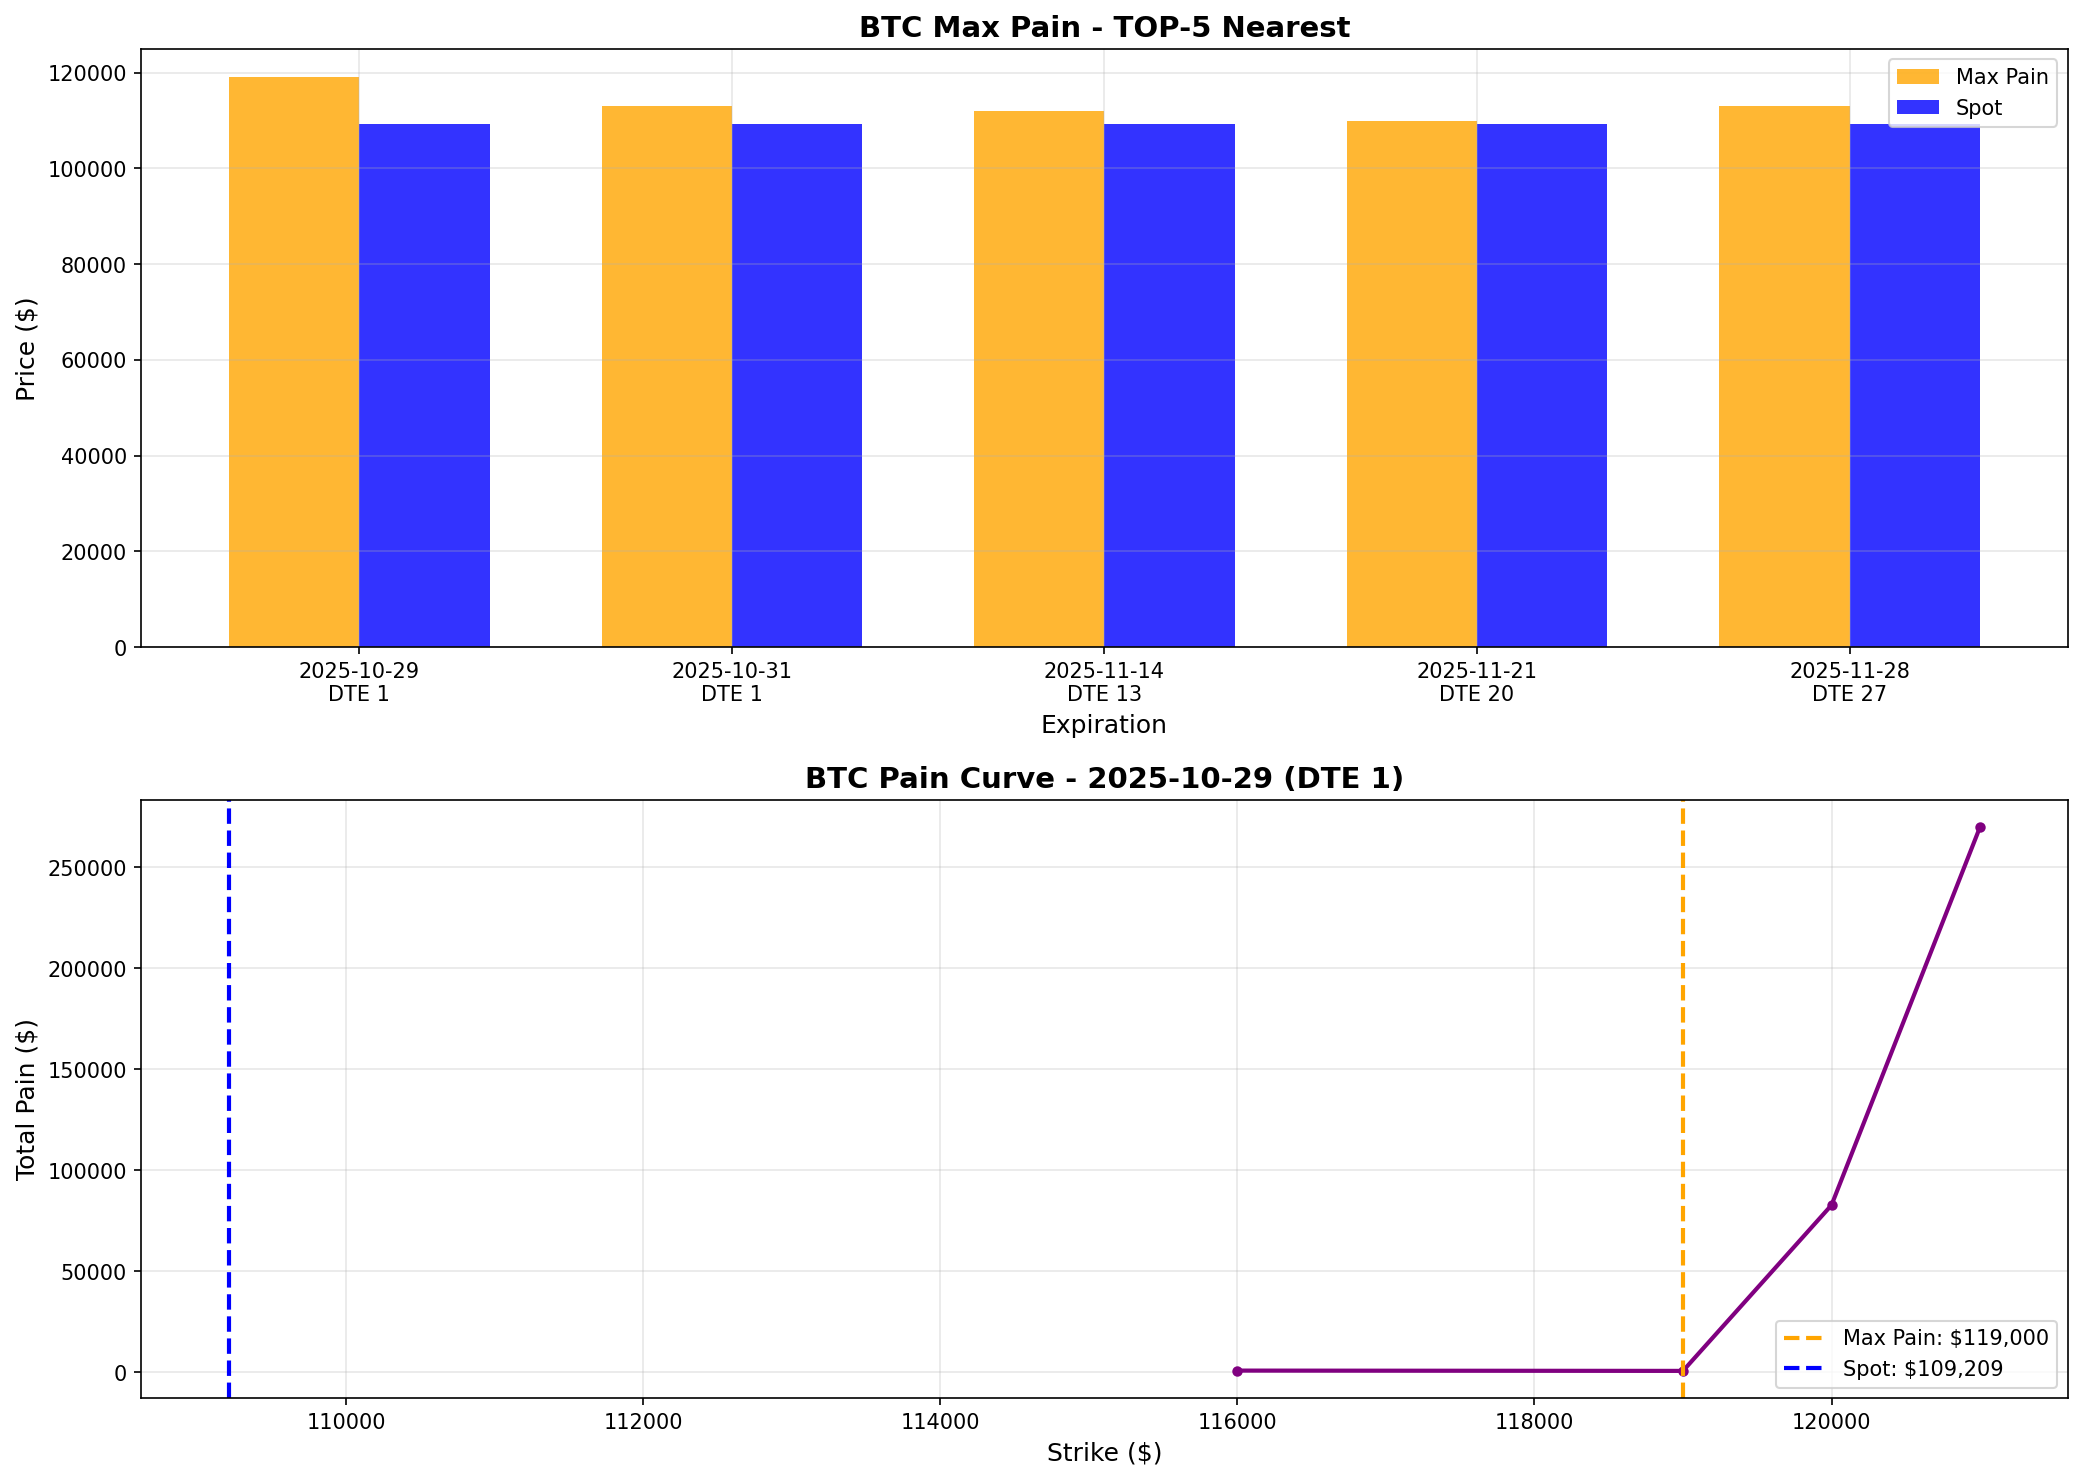 BTC Max Pain - TOP-5 Nearest
Price ($)
120000
100000
80000
60000
40000
20000
0
Max Pain
Spot
2025-10-29 2025-10-31 2025-11-14 2025-11-21 2025-11-28
DTE 1 DTE 1 DTE 13 DTE 20 DTE 27
Expiration
BTC Pain Curve - 2025-10-29 (DTE 1)
Total Pain ($)
250000
200000
150000
100000
50000
0
Max Pain: $119,000
Spot: $109,209
110000 112000 114000 116000 118000 120000
Strike ($)